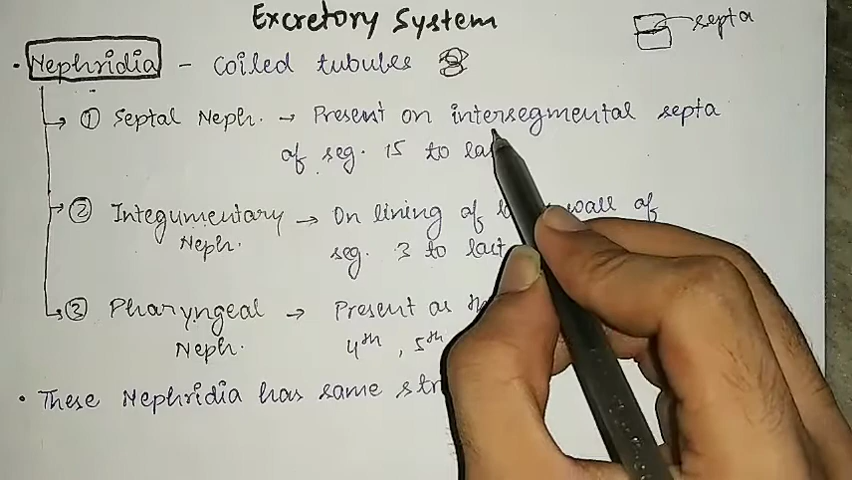 Excretory System
septa
• Nephridia - coiled tubules
→ ① Septal Neph. → Present on intersegmental septa
of seg. 15 to
→ ② Integumentary → On lining of wall of
Neph. seg. 3 to last
→ ③ Pharyngeal → Present as
Neph. 4th, 5th
• These Nephridia has same